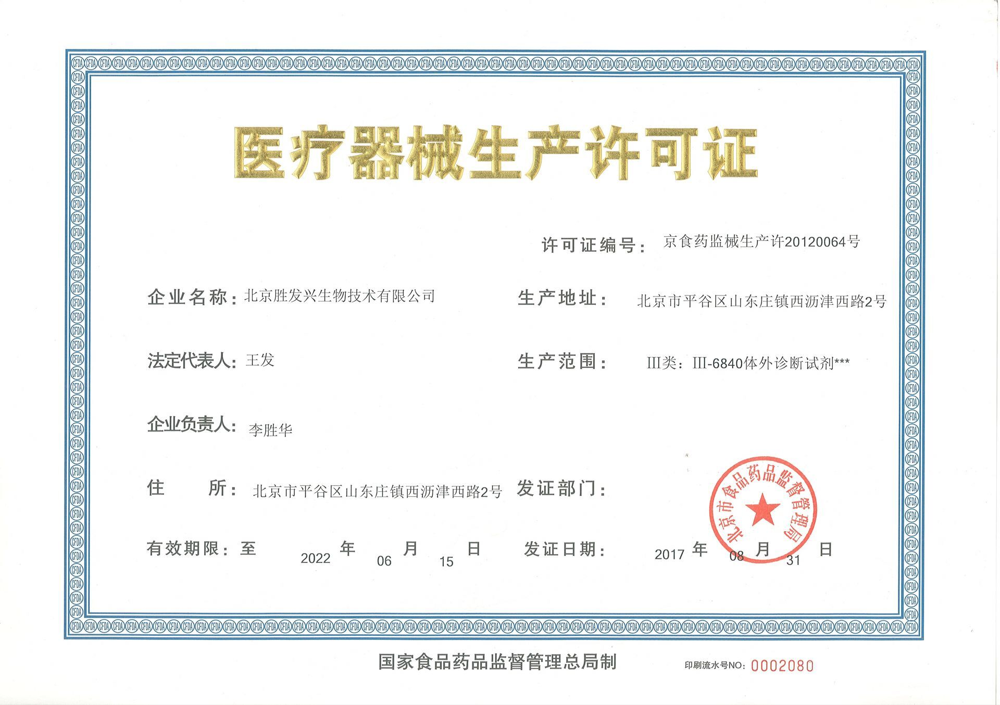 医疗器械生产许可证
许可证编号： 京食药监械生产许20120064号
企业名称：北京胜发兴生物技术有限公司
生产地址： 北京市平谷区山东庄镇西沥津西路2号
法定代表人：王发
生产范围： Ⅲ类：Ⅲ-6840体外诊断试剂***
企业负责人：李胜华
住 所：北京市平谷区山东庄镇西沥津西路2号
发证部门：
北京市食品药品监督管理局
有效期限：至 2022 年 06 月 15 日
发证日期： 2017 年 08 月 31 日
国家食品药品监督管理总局制
印刷流水号NO：0002080